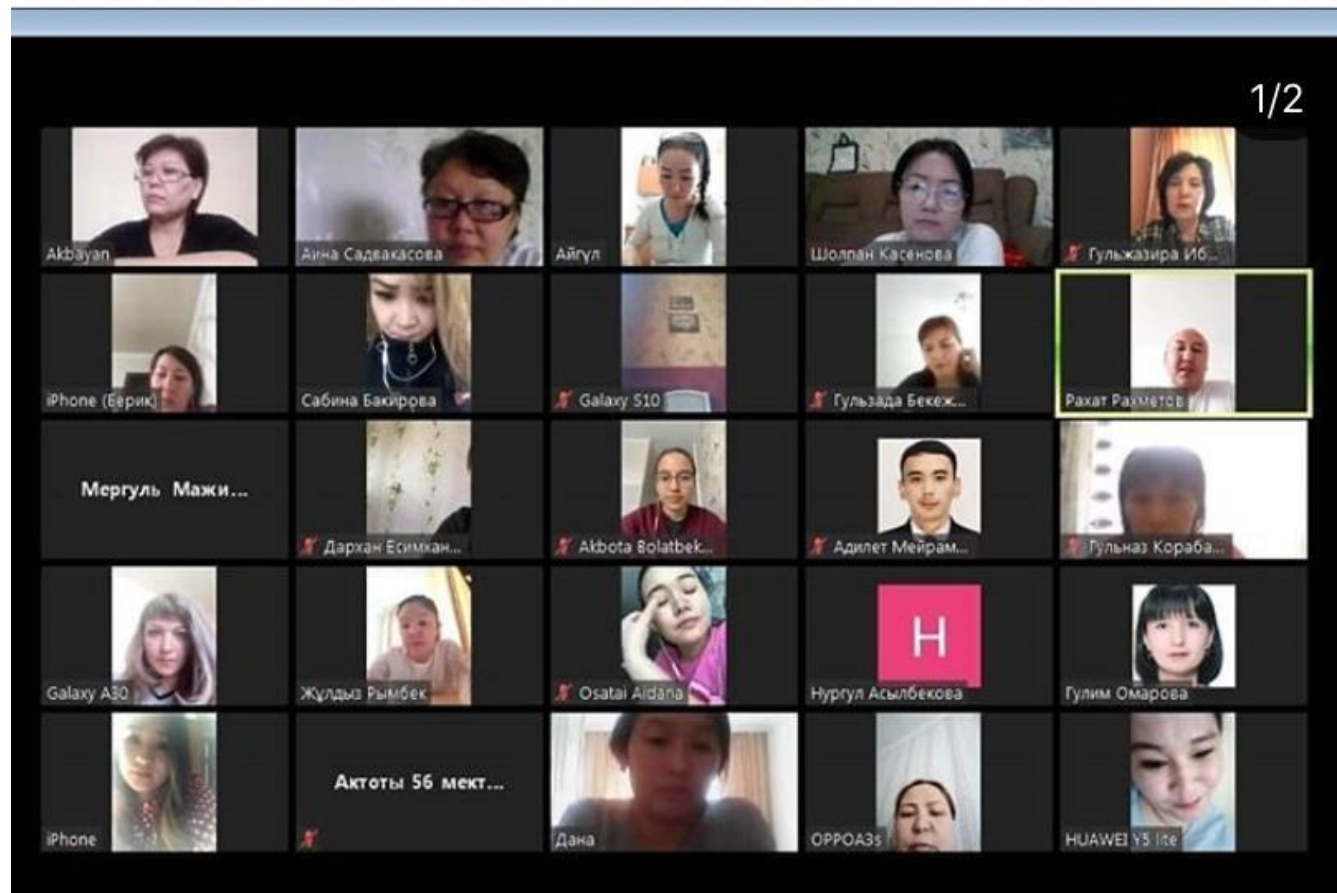 1/2
Akbayan
Аина Садвакасова
Айгүл
Шолпан Касенова
Гульжазира Иб...
iPhone (Берик)
Сабина Бакирова
Galaxy S10
Гульзада Бекеж...
Рахат Рахметов
Мергуль Мажи...
Дархан Есимхан...
Akbota Bolatbek...
Адилет Мейрам...
Гульназ Кораба...
Galaxy A30
Жұлдыз Рымбек
Osatai Aidana
Н
Нургул Асылбекова
Гулим Омарова
iPhone
Актоты 56 мект...
Дана
OPPOA3s
HUAWEI Y5 lite